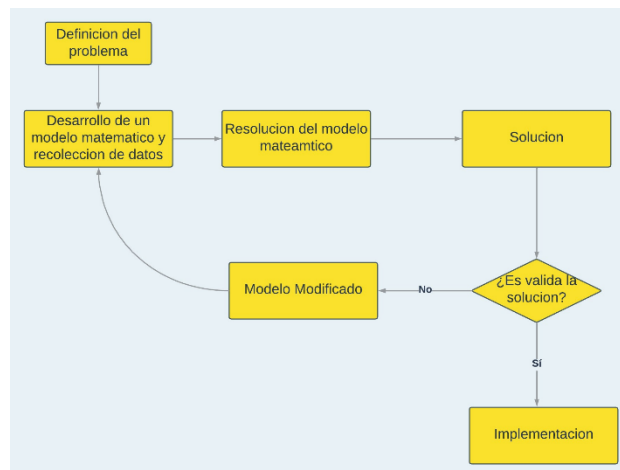 Definicion del
problema
Desarrollo de un
modelo matematico y
recoleccion de datos
Resolucion del modelo
mateamtico
Solucion
¿Es valida la
solucion?
No
Modelo Modificado
Sí
Implementacion